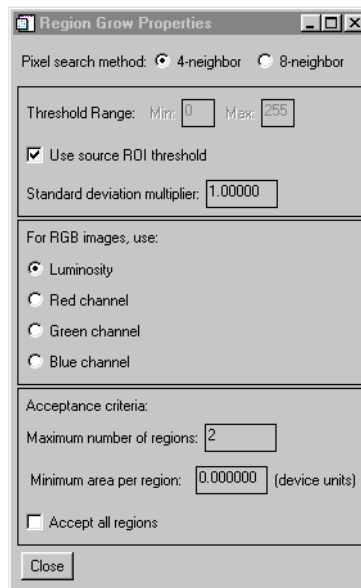 Region Grow Properties
Pixel search method: 4-neighbor 8-neighbor
Threshold Range: Min: 0 Max: 255
Use source ROI threshold
Standard deviation multiplier: 1.00000
For RGB images, use:
Luminosity
Red channel
Green channel
Blue channel
Acceptance criteria:
Maximum number of regions: 2
Minimum area per region: 0.000000 (device units)
Accept all regions
Close